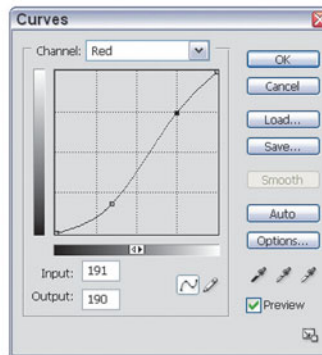 Curves
Channel: Red
OK
Cancel
Load...
Save...
Smooth
Auto
Options...
Input: 191
Output: 190
Preview